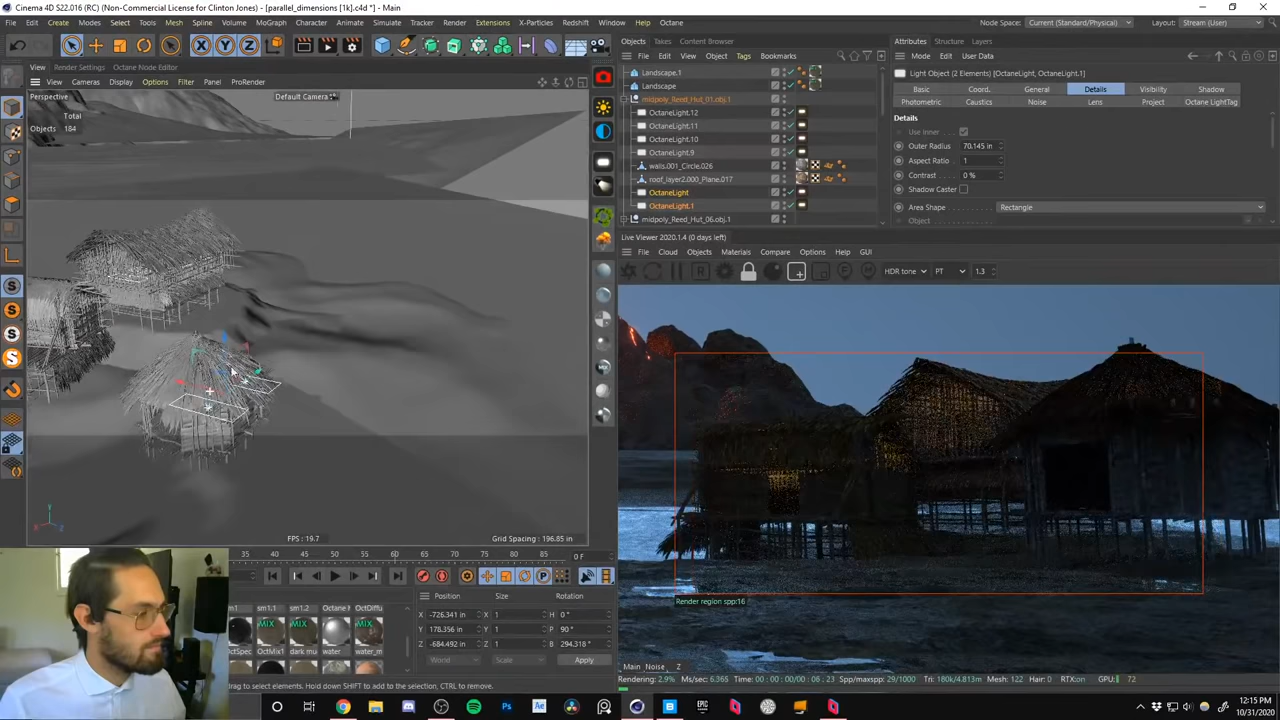 Cinema 4D S22.016 (RC) (Non-Commercial License for Clinton Jones) - [parallel_dimensions [1k].c4d *] - Main
File Edit Create Modes Select Tools Mesh Spline Volume MoGraph Character Animate Simulate Tracker Render Extensions X-Particles Redshift Window Help Octane
Node Space: Current (Standard/Physical) Layout: Stream (User)
X Y Z
View Render Settings Octane Node Editor
View Cameras Display Options Filter Panel ProRender
Perspective
Default Camera
Total
Objects 184
FPS : 19.7
Grid Spacing : 196.85 in
Y
X Z
Objects Takes Content Browser
File Edit View Object Tags Bookmarks
Landscape.1
Landscape
midpoly_Reed_Hut_01.obj.1
OctaneLight.12
OctaneLight.11
OctaneLight.10
OctaneLight.9
walls.001_Circle.026
roof_layer2.000_Plane.017
OctaneLight
OctaneLight.1
midpoly_Reed_Hut_06.obj.1
Attributes Structure Layers
Mode Edit User Data
Light Object (2 Elements) [OctaneLight, OctaneLight.1]
Basic Coord. General Details Visibility Shadow
Photometric Caustics Noise Lens Project Octane LightTag
Details
Use Inner
Outer Radius 70.145 in
Aspect Ratio 1
Contrast 0 %
Shadow Caster
Area Shape Rectangle
Object
Live Viewer 2020.1.4 (0 days left)
File Cloud Objects Materials Compare Options Help GUI
R
HDR tone PT 1.3
Render region spp:16
Main Noise Z
Rendering: 2.9% Ms/sec: 6.365 Time: 00 : 00 : 00/00 : 06 : 23 Spp/maxspp: 29/1000 Tri: 180k/4.813m Mesh: 122 Hair: 0 RTX:on GPU: 72
35 40 45 50 55 60 65 70 75 80 85 0 F
Position Size Rotation
X -726.341 in X 1 H 0 °
Y 178.356 in Y 1 P 90 °
Z -684.492 in Z 1 B 294.318 °
World Scale Apply
sm1.1 sm1.2 Octane
MIX MIX
OctSpec OctMix1 dark mu water water_m
drag to select elements. Hold down SHIFT to add to the selection, CTRL to remove.
12:15 PM
10/31/2020